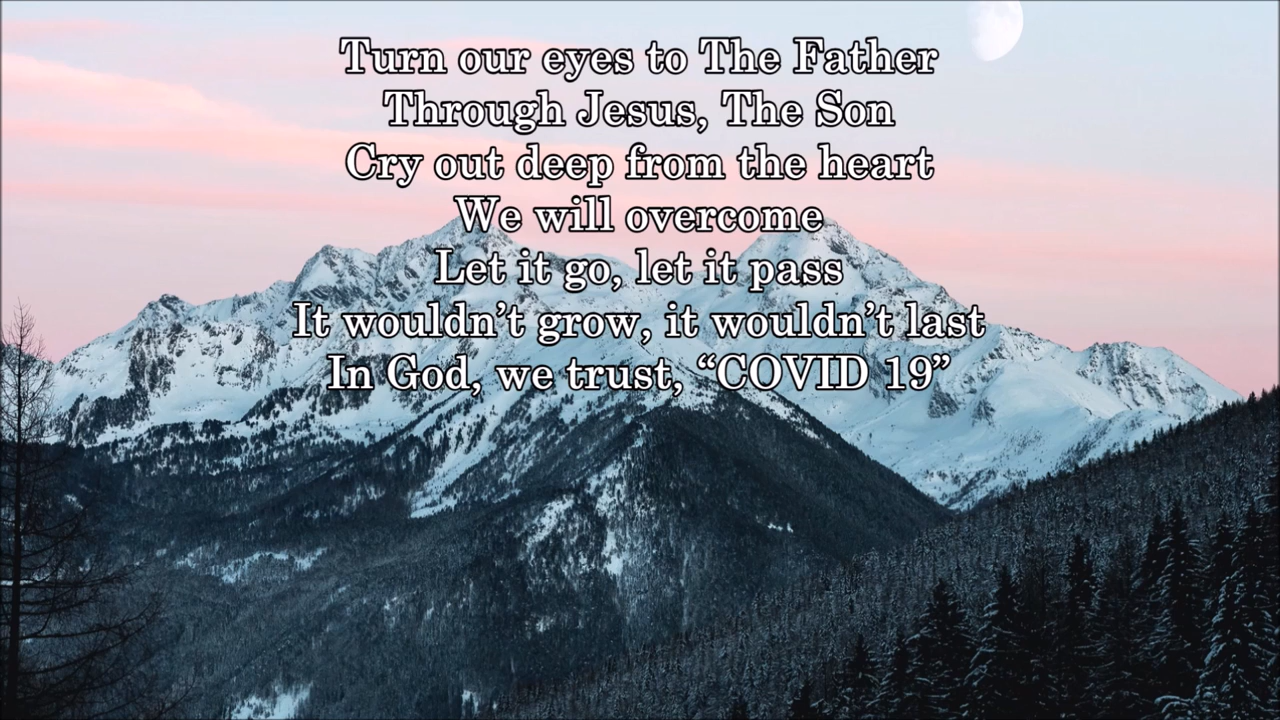 Turn our eyes to The Father
Through Jesus, The Son
Cry out deep from the heart
We will overcome
Let it go, let it pass
It wouldn’t grow, it wouldn’t last
In God, we trust, “COVID 19”